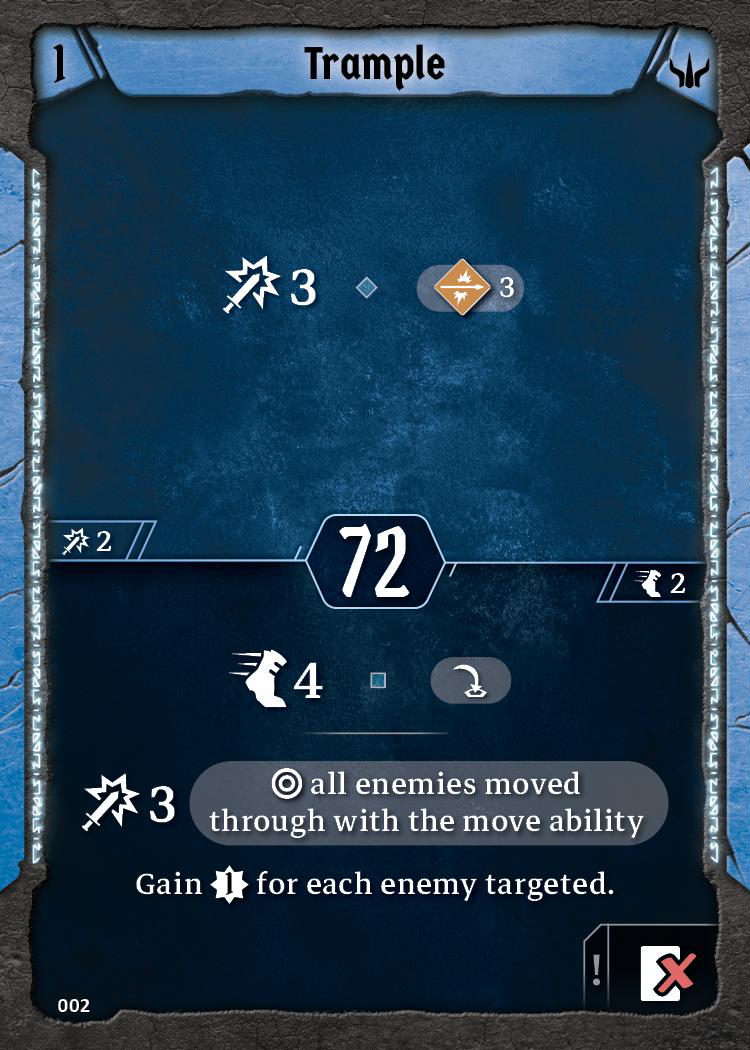 1
Trample
3
3
2
72
2
4
3
all enemies moved
through with the move ability
Gain 1 for each enemy targeted.
!
002